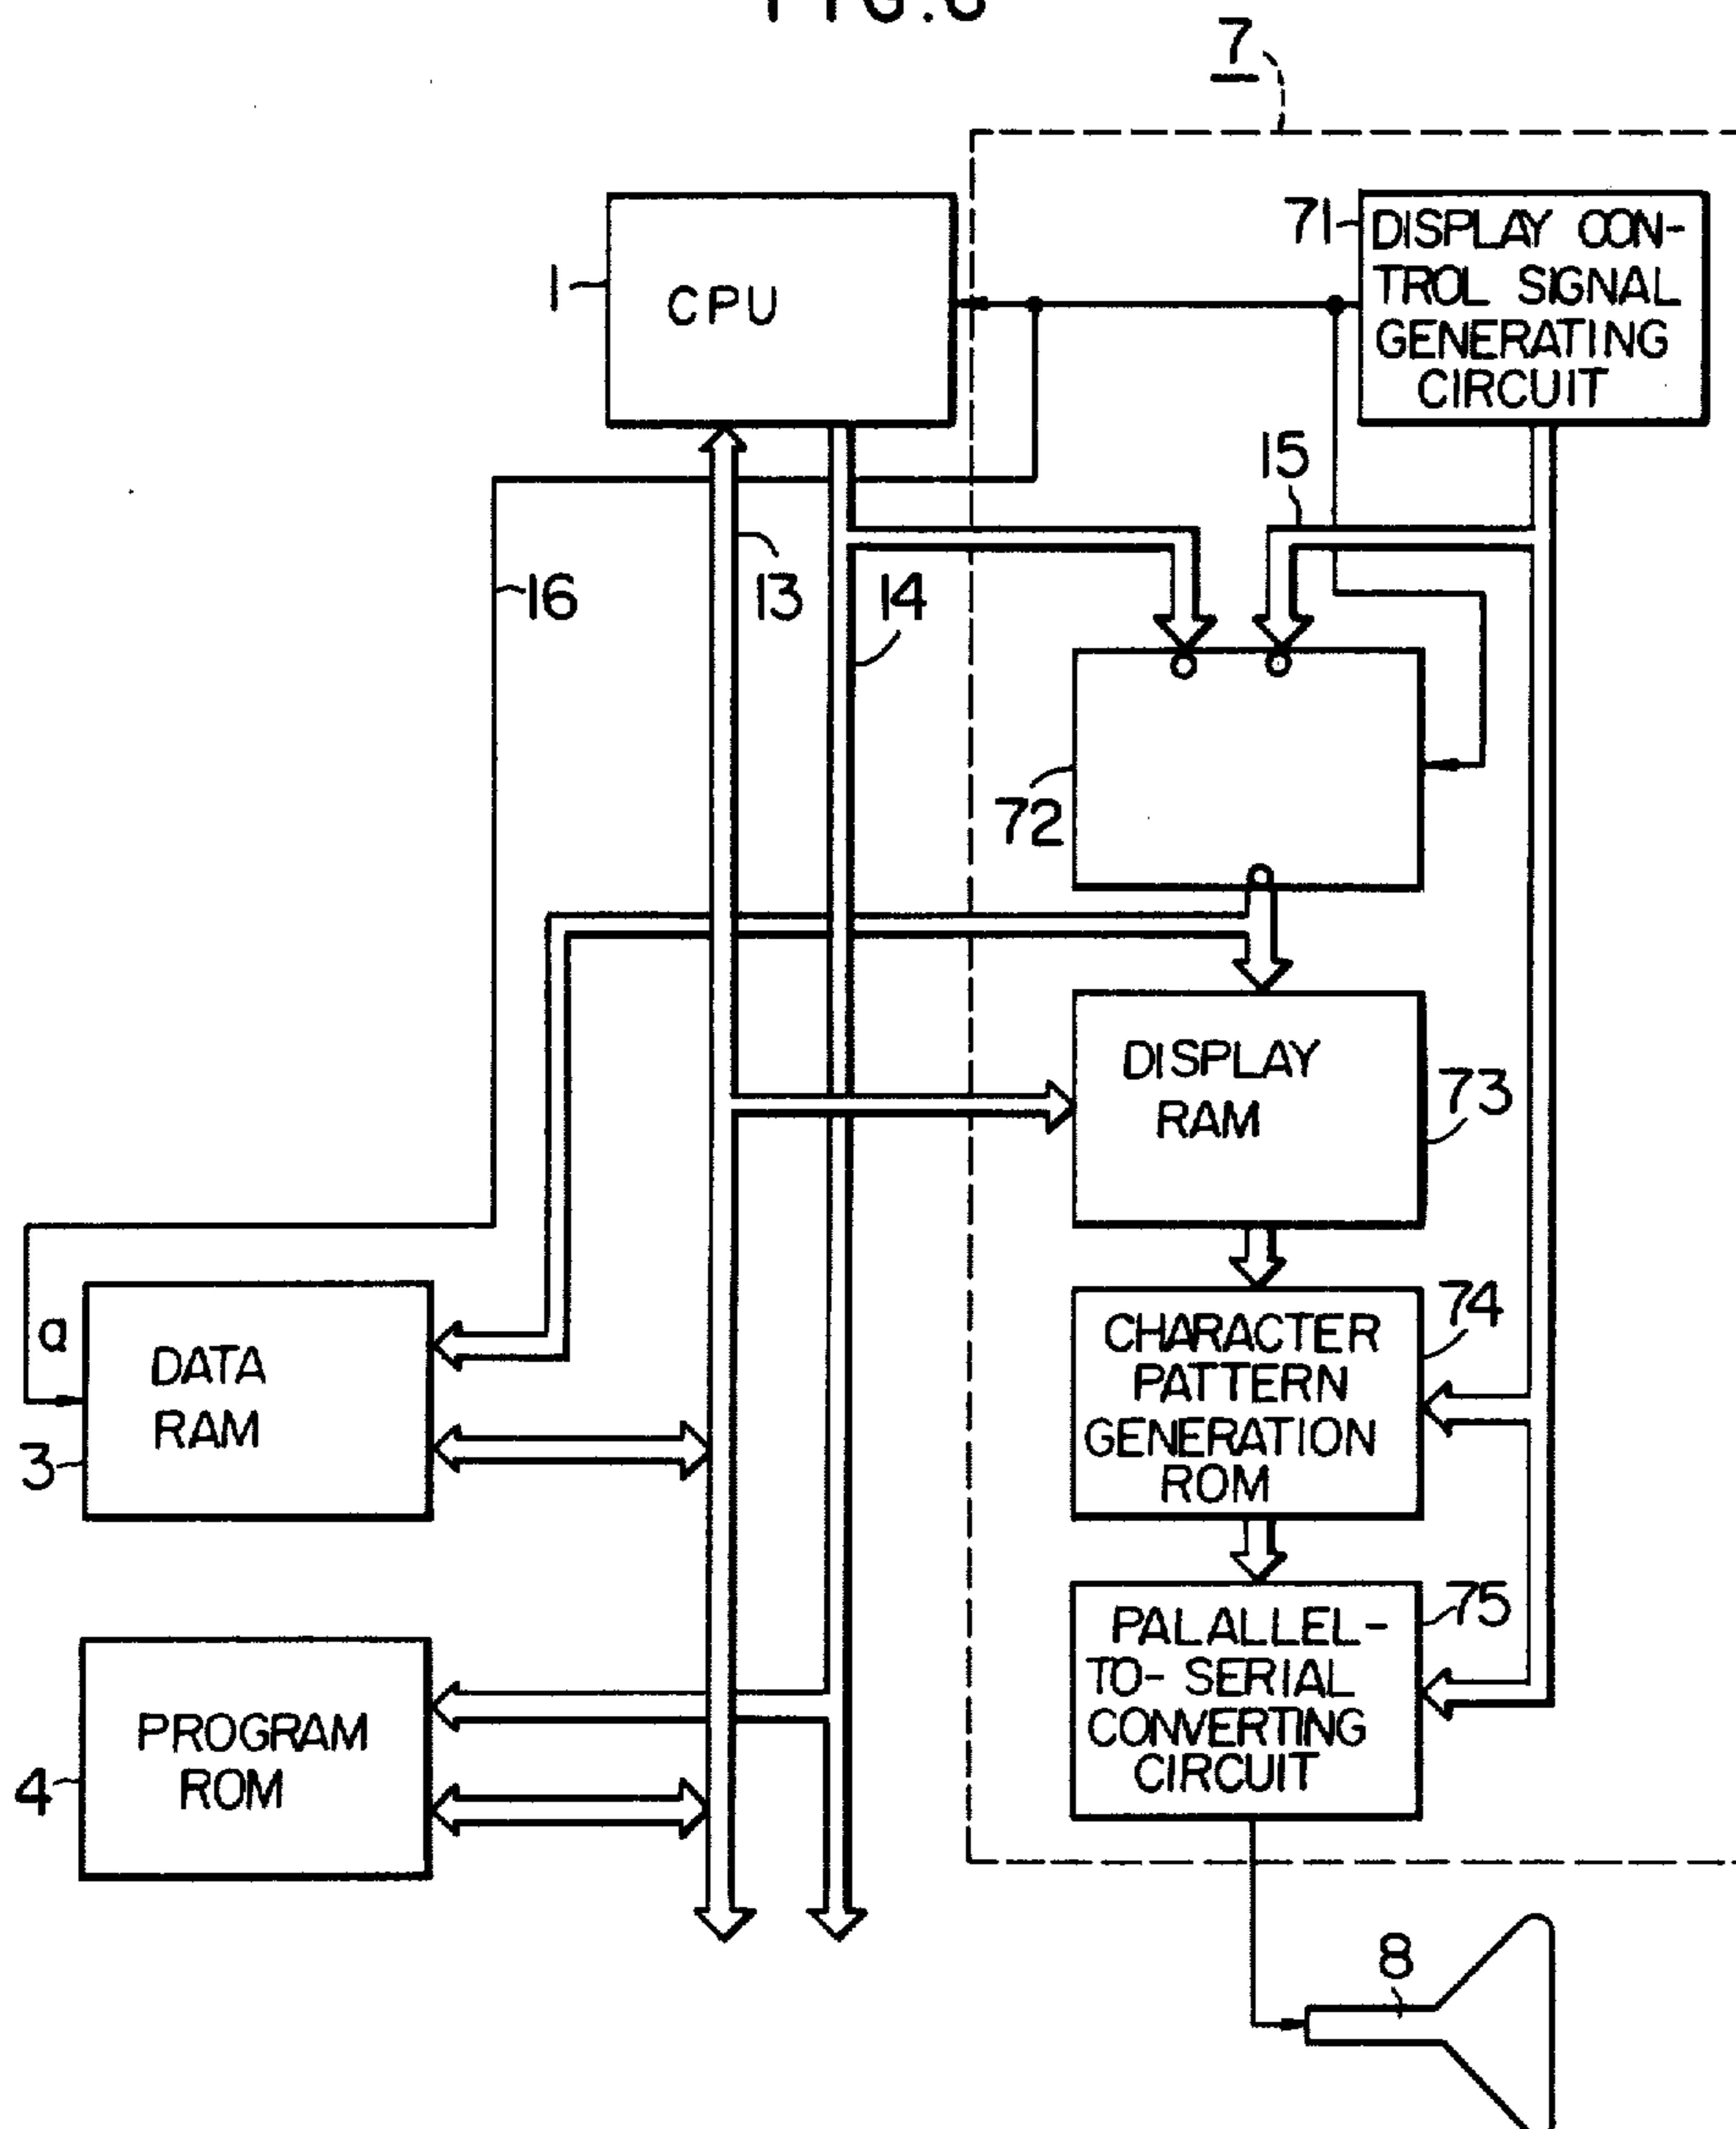 7
71
DISPLAY CON-
TROL SIGNAL
GENERATING
CIRCUIT
1
CPU
15
16
13
14
72
DISPLAY
RAM
73
a
DATA
RAM
3
CHARACTER
PATTERN
GENERATION
ROM
74
PALALLEL-
TO- SERIAL
CONVERTING
CIRCUIT
75
PROGRAM
ROM
4
8